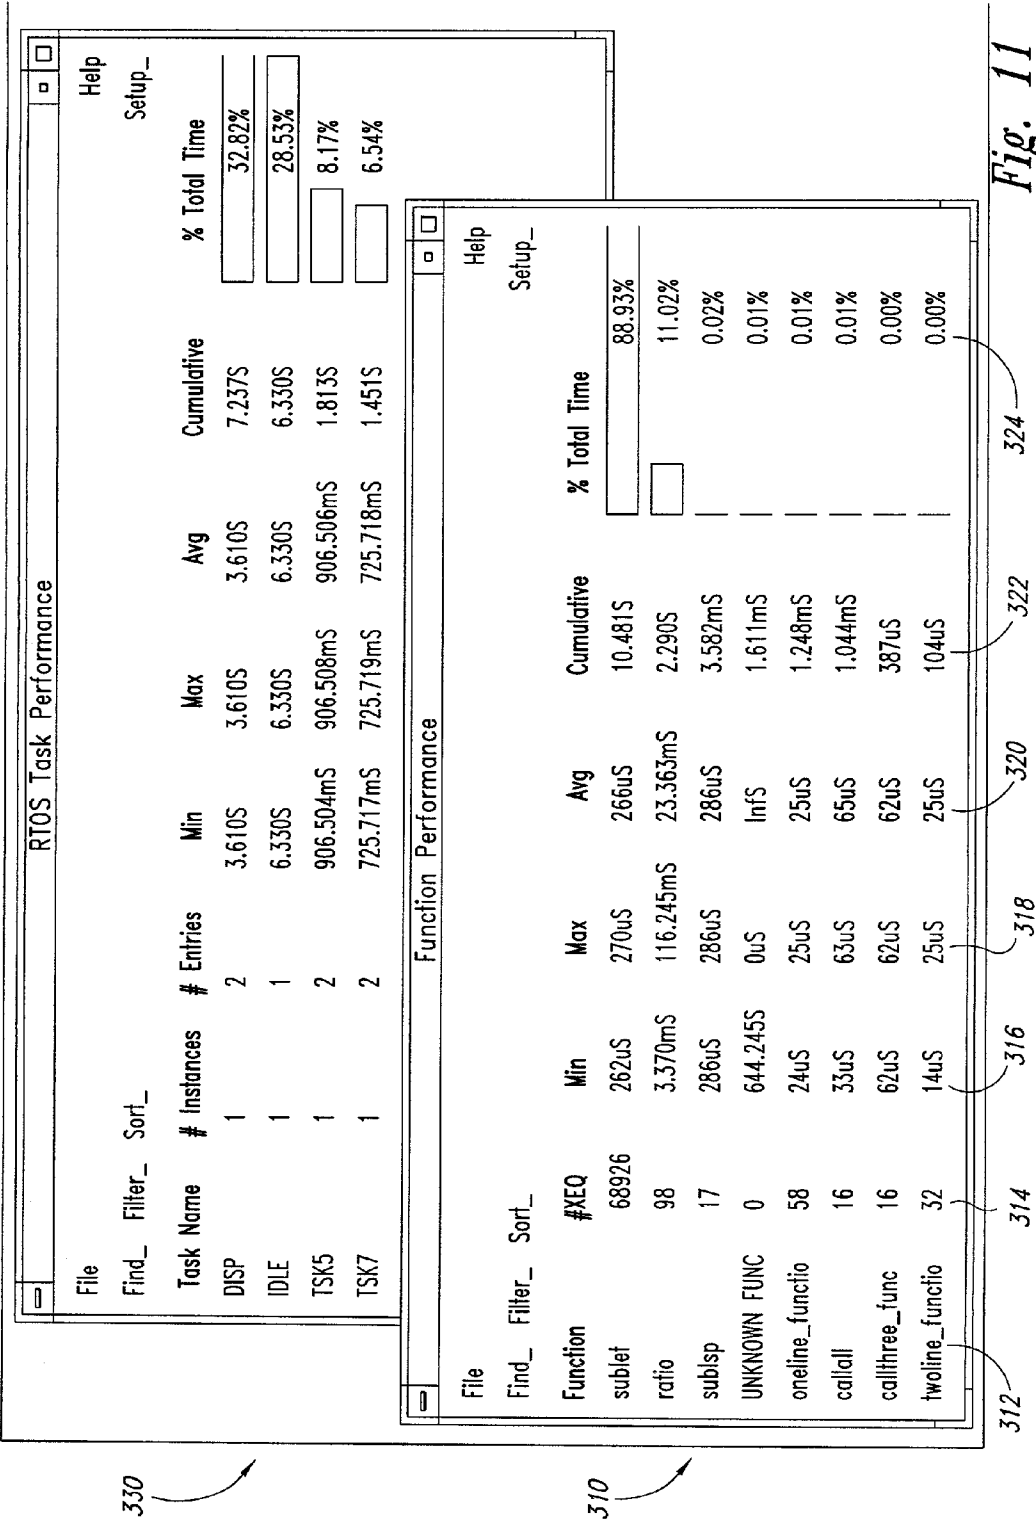 RTOS Task Performance
File Help
Find_ Filter_ Sort_ Setup_
Task Name # Instances # Entries Min Max Avg Cumulative % Total Time
DISP 1 2 3.610S 3.610S 3.610S 7.237S 32.82%
IDLE 1 1 6.330S 6.330S 6.330S 6.330S 28.53%
TSK5 1 2 906.504mS 906.508mS 906.506mS 1.813S 8.17%
TSK7 1 2 725.717mS 725.719mS 725.718mS 1.451S 6.54%
330
Function Performance
File Help
Find_ Filter_ Sort_ Setup_
Function #XEQ Min Max Avg Cumulative % Total Time
sublet 68926 262uS 270uS 266uS 10.481S 88.93%
ratio 98 3.370mS 116.245mS 23.363mS 2.290S 11.02%
sublsp 17 286uS 286uS 286uS 3.582mS 0.02%
UNKNOWN FUNC 0 644.245S 0uS InfS 1.611mS 0.01%
oneline_functio 58 24uS 25uS 25uS 1.248mS 0.01%
callall 16 33uS 63uS 65uS 1.044mS 0.01%
callthree_func 16 62uS 62uS 62uS 387uS 0.00%
twoline_functio 32 14uS 25uS 25uS 104uS 0.00%
310
312 314 316 318 320 322 324
Fig. 11